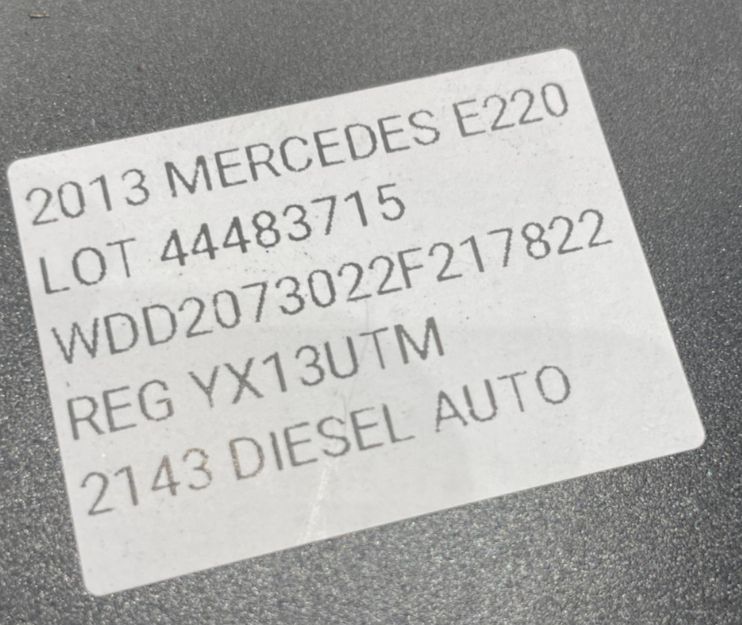 2013 MERCEDES E220
LOT 44483715
WDD2073022F217822
REG YX13UTM
2143 DIESEL AUTO